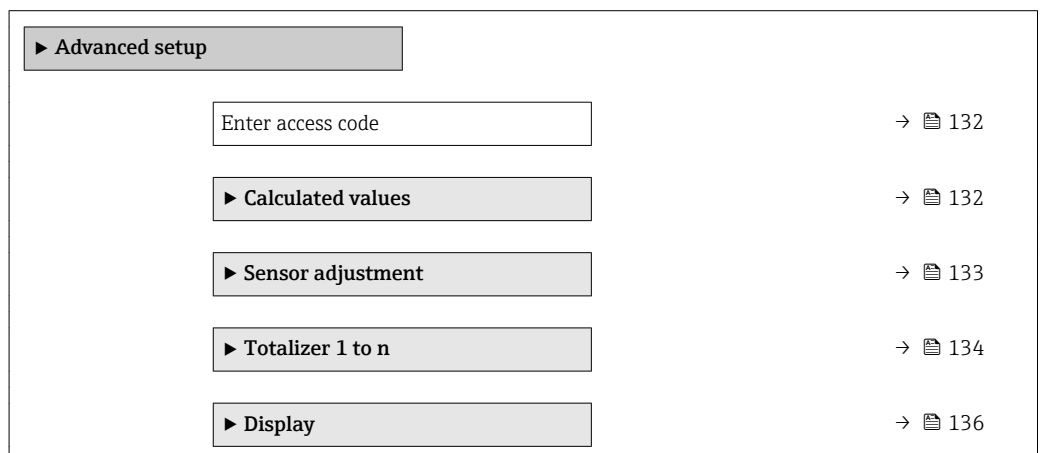 ▶ Advanced setup
Enter access code → 132
▶ Calculated values → 132
▶ Sensor adjustment → 133
▶ Totalizer 1 to n → 134
▶ Display → 136